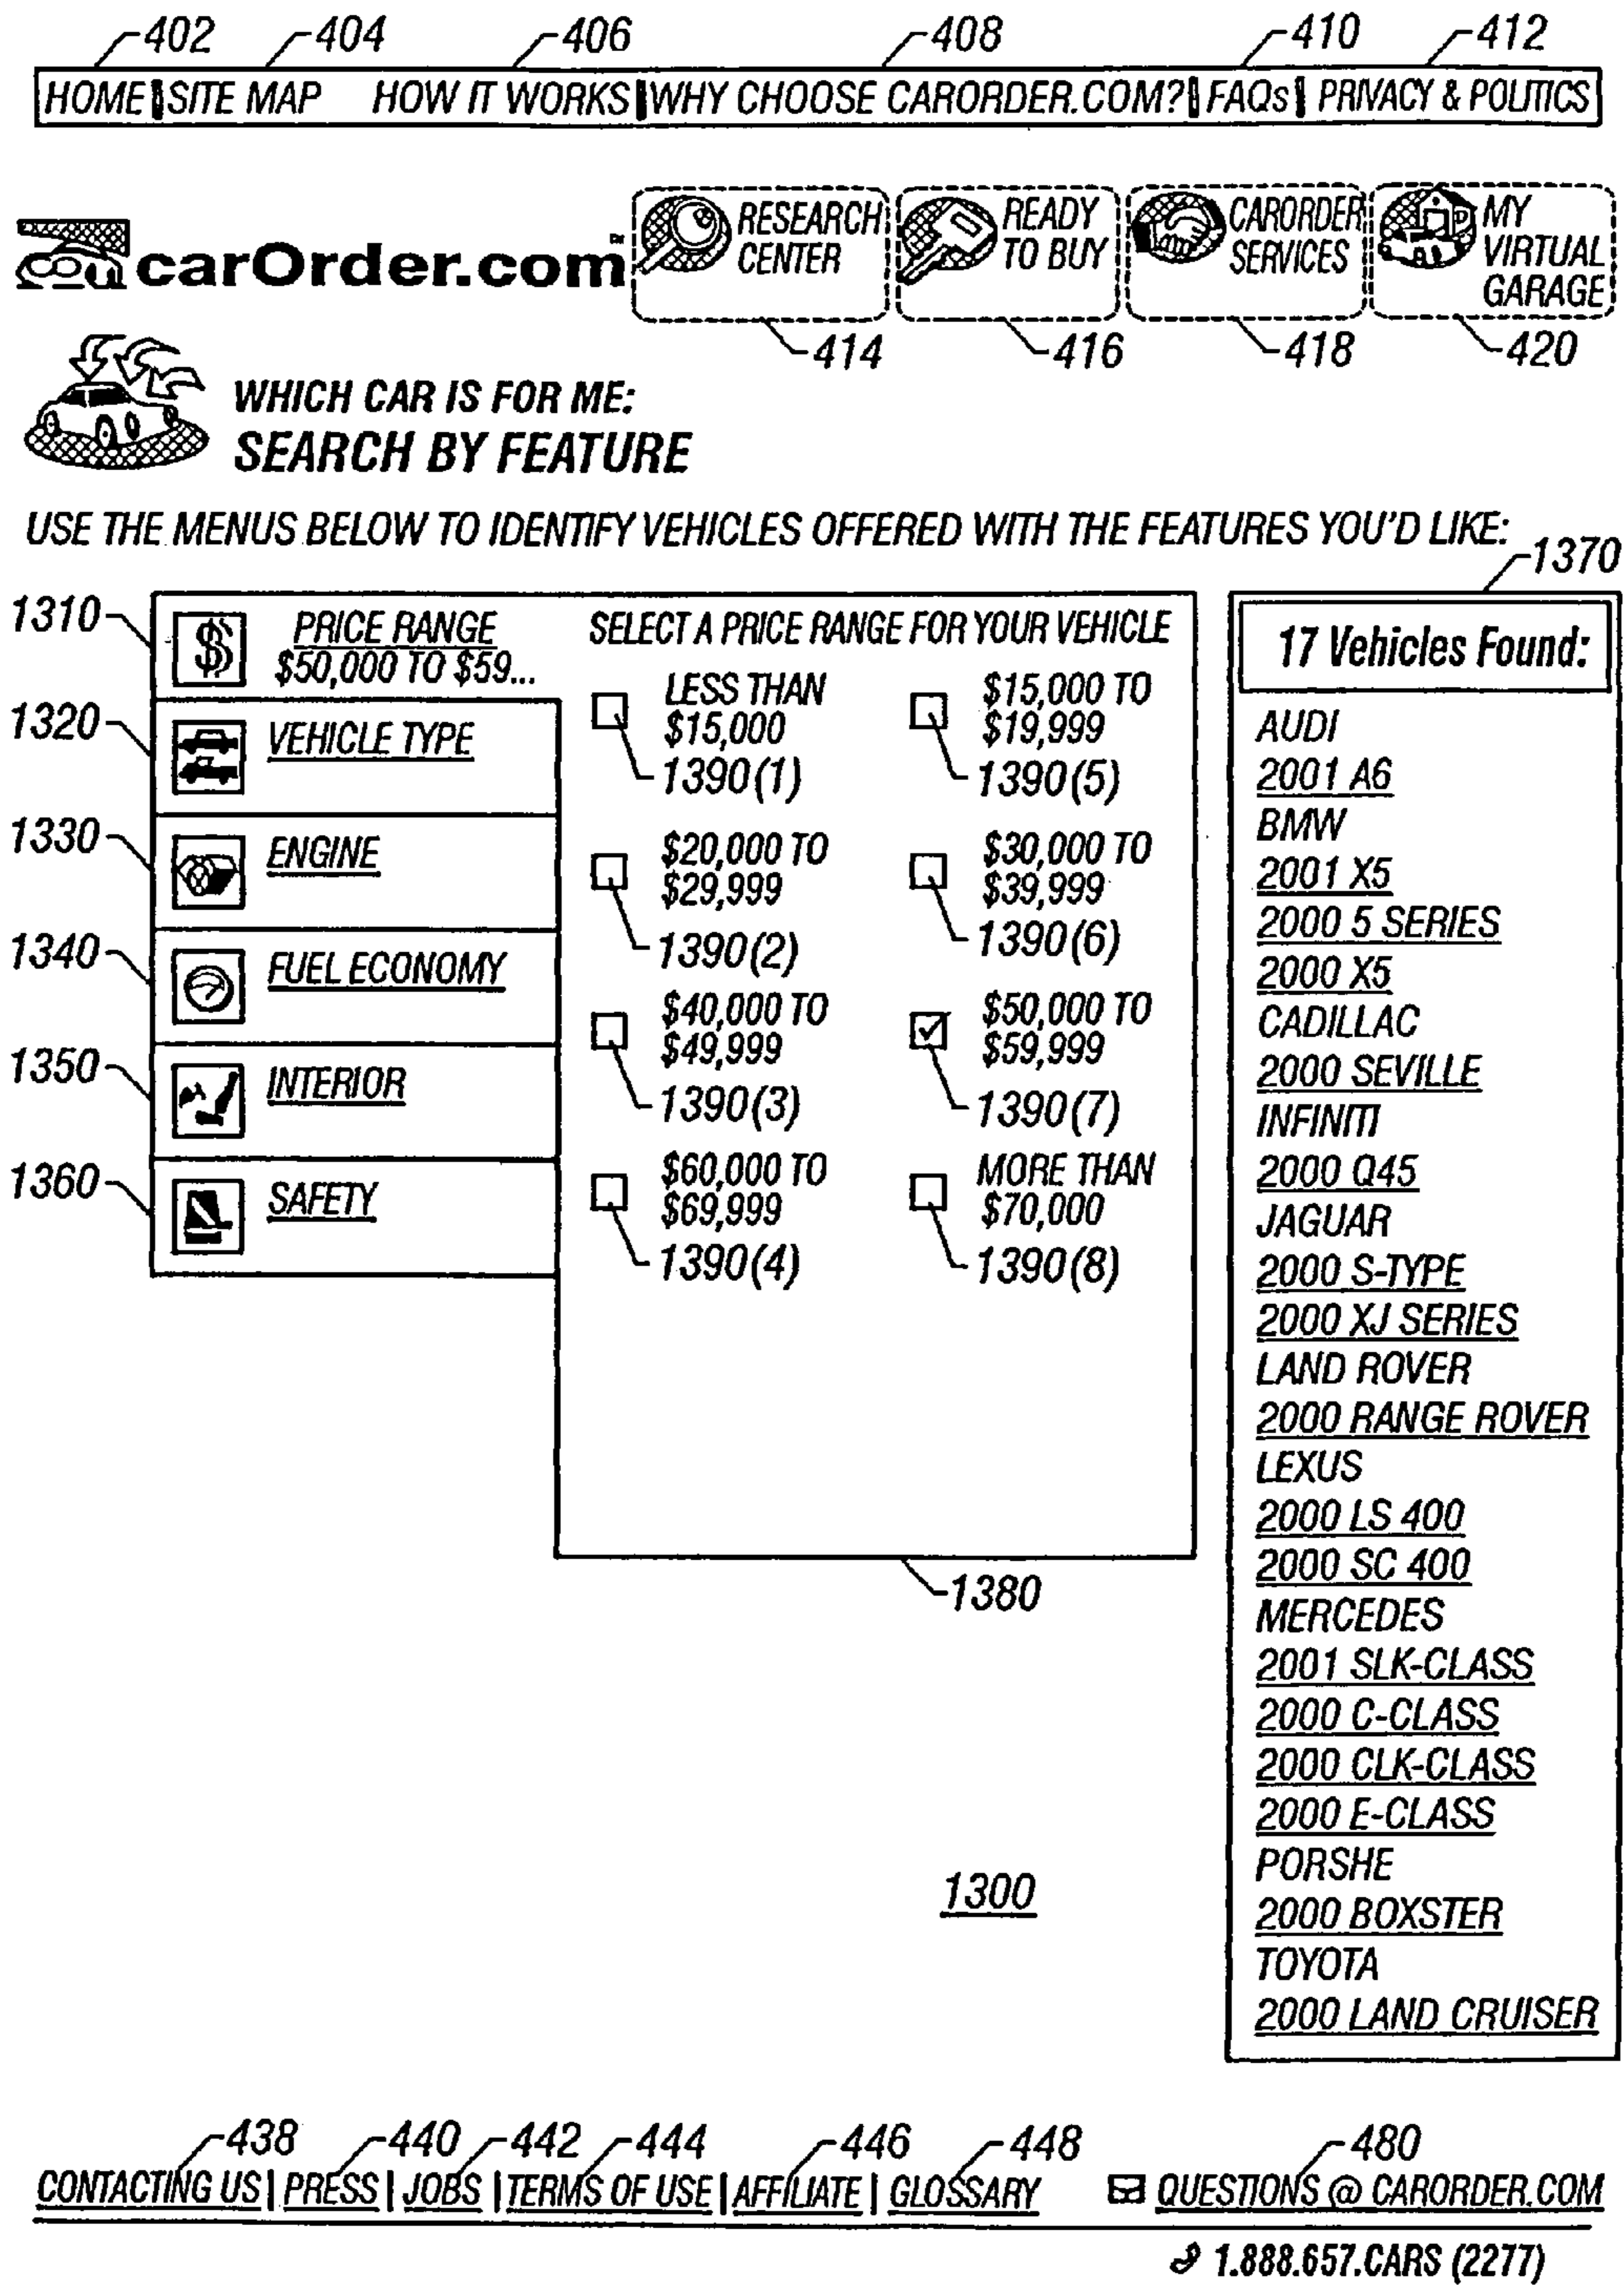 402 404 406 408 410 412
HOME SITE MAP HOW IT WORKS WHY CHOOSE CARORDER.COM? FAQs PRIVACY & POLITICS
carOrder.com
RESEARCH CENTER
READY TO BUY
CARORDER SERVICES
MY VIRTUAL GARAGE
414 416 418 420
WHICH CAR IS FOR ME:
SEARCH BY FEATURE
USE THE MENUS BELOW TO IDENTIFY VEHICLES OFFERED WITH THE FEATURES YOU'D LIKE:
1310
$
PRICE RANGE
$50,000 TO $59...
1320
VEHICLE TYPE
1330
ENGINE
1340
FUEL ECONOMY
1350
INTERIOR
1360
SAFETY
SELECT A PRICE RANGE FOR YOUR VEHICLE
LESS THAN
$15,000
1390(1)
$15,000 TO
$19,999
1390(5)
$20,000 TO
$29,999
1390(2)
$30,000 TO
$39,999
1390(6)
$40,000 TO
$49,999
1390(3)
$50,000 TO
$59,999
1390(7)
$60,000 TO
$69,999
1390(4)
MORE THAN
$70,000
1390(8)
1380
1370
17 Vehicles Found:
AUDI
2001 A6
BMW
2001 X5
2000 5 SERIES
2000 X5
CADILLAC
2000 SEVILLE
INFINITI
2000 Q45
JAGUAR
2000 S-TYPE
2000 XJ SERIES
LAND ROVER
2000 RANGE ROVER
LEXUS
2000 LS 400
2000 SC 400
MERCEDES
2001 SLK-CLASS
2000 C-CLASS
2000 CLK-CLASS
2000 E-CLASS
PORSHE
2000 BOXSTER
TOYOTA
2000 LAND CRUISER
1300
438 440 442 444 446 448 480
CONTACTING US | PRESS | JOBS | TERMS OF USE | AFFILIATE | GLOSSARY QUESTIONS @ CARORDER.COM
1.888.657.CARS (2277)